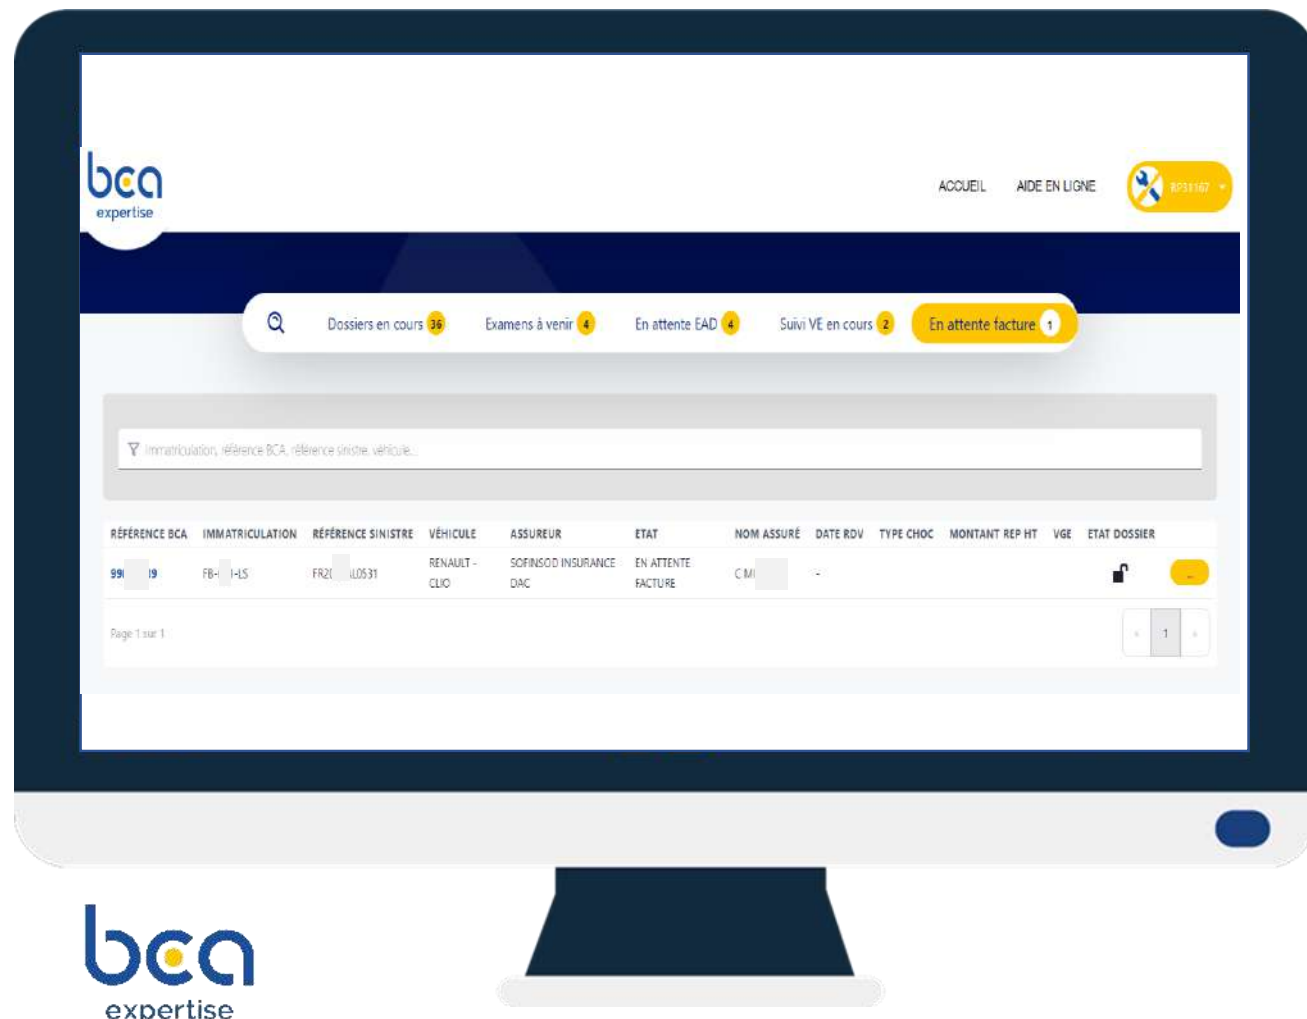 bca
expertise
ACCUEIL AIDE EN LIGNE RP31167
Dossiers en cours 36 Examens à venir 4 En attente EAD 4 Suivi VE en cours 2 En attente facture 1
Immatriculation, référence BCA, référence sinistre, véhicule...
RÉFÉRENCE BCA IMMATRICULATION RÉFÉRENCE SINISTRE VÉHICULE ASSUREUR ETAT NOM ASSURÉ DATE RDV TYPE CHOC MONTANT REP HT VGE ETAT DOSSIER
RENAULT - SOFINSOD INSURANCE EN ATTENTE
CLIO DAC FACTURE - ...
Page 1 sur 1 « 1 »
bca
expertise